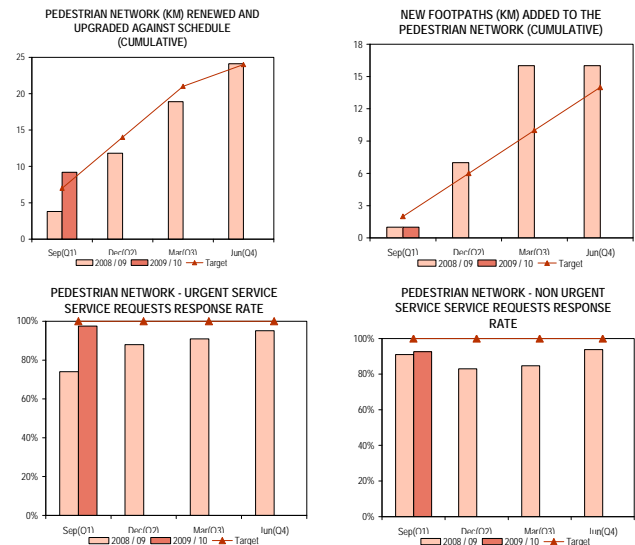 PEDESTRIAN NETWORK (KM) RENEWED AND
UPGRADED AGAINST SCHEDULE
(CUMULATIVE)
25
20
15
10
5
0
Sep(Q1) Dec(Q2) Mar(Q3) Jun(Q4)
2008 / 09 2009 / 10 Target
NEW FOOTPATHS (KM) ADDED TO THE
PEDESTRIAN NETWORK (CUMULATIVE)
18
15
12
9
6
3
0
Sep(Q1) Dec(Q2) Mar(Q3) Jun(Q4)
2008 / 09 2009 / 10 Target
PEDESTRIAN NETWORK - URGENT SERVICE
SERVICE REQUESTS RESPONSE RATE
100%
80%
60%
40%
20%
0%
Sep(Q1) Dec(Q2) Mar(Q3) Jun(Q4)
2008 / 09 2009 / 10 Target
PEDESTRIAN NETWORK - NON URGENT
SERVICE SERVICE REQUESTS RESPONSE
RATE
100%
80%
60%
40%
20%
0%
Sep(Q1) Dec(Q2) Mar(Q3) Jun(Q4)
2008 / 09 2009 / 10 Target